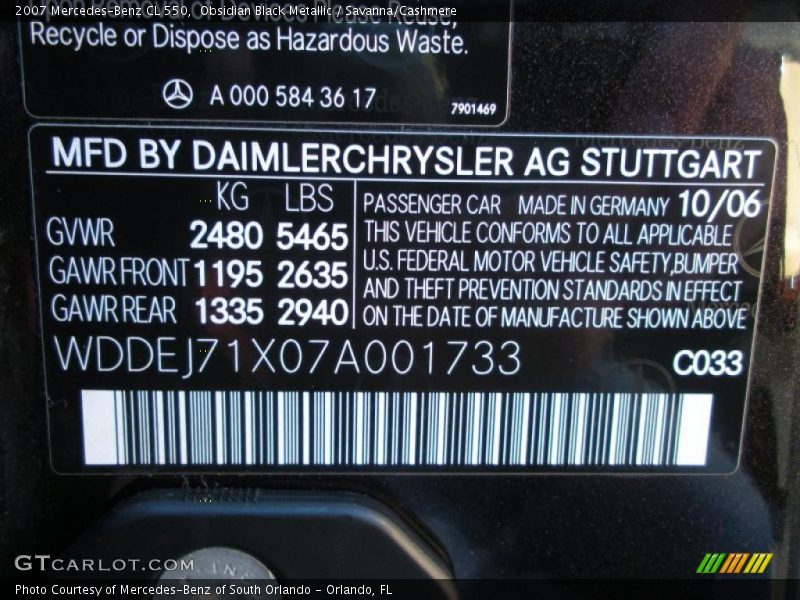 2007 Mercedes-Benz CL 550, Obsidian Black Metallic / Savanna/Cashmere
Recycle or Dispose as Hazardous Waste.
A 000 584 36 17
7901469
MFD BY DAIMLERCHRYSLER AG STUTTGART
KG LBS
GVWR 2480 5465
GAWR FRONT 1195 2635
GAWR REAR 1335 2940
PASSENGER CAR MADE IN GERMANY 10/06
THIS VEHICLE CONFORMS TO ALL APPLICABLE
U.S. FEDERAL MOTOR VEHICLE SAFETY, BUMPER
AND THEFT PREVENTION STANDARDS IN EFFECT
ON THE DATE OF MANUFACTURE SHOWN ABOVE
WDDEJ71X07A001733
C033
GTCARLOT.COM
Photo Courtesy of Mercedes-Benz of South Orlando - Orlando, FL